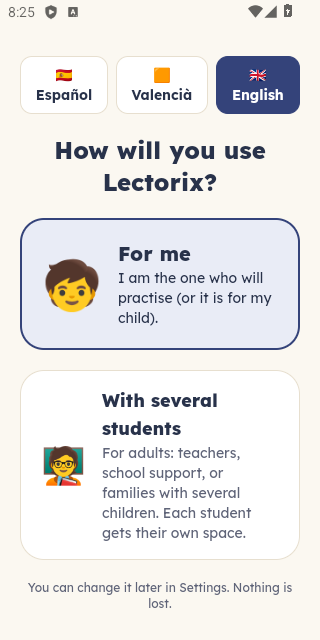 8:25
Español
Valencià
English
How will you use
Lectorix?
For me
I am the one who will
practise (or it is for my
child).
With several
students
For adults: teachers,
school support, or
families with several
children. Each student
gets their own space.
You can change it later in Settings. Nothing is
lost.